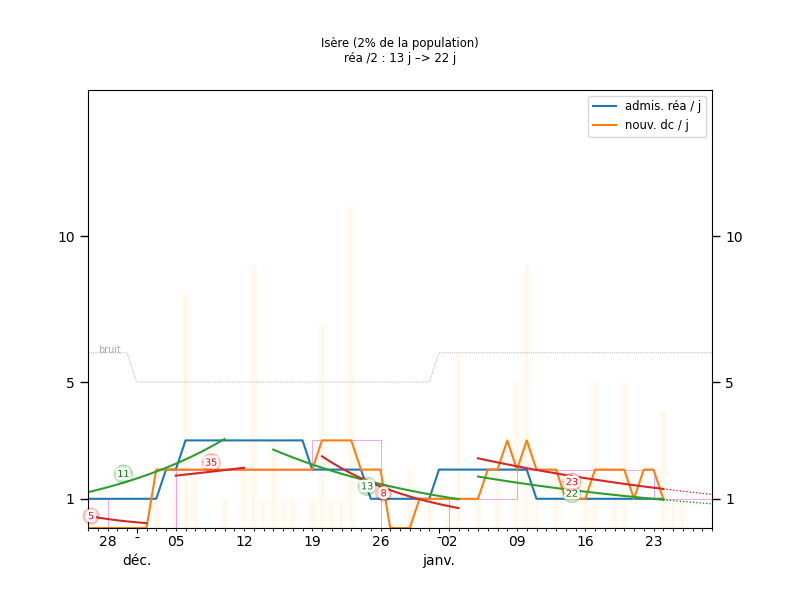 Isère (2% de la population)
réa /2 : 13 j –> 22 j
admis. réa / j
nouv. dc / j
10
10
bruit
5
5
11
35
13
8
23
22
5
1
1
28 - 05 12 19 26 - 02 09 16 23
déc. janv.